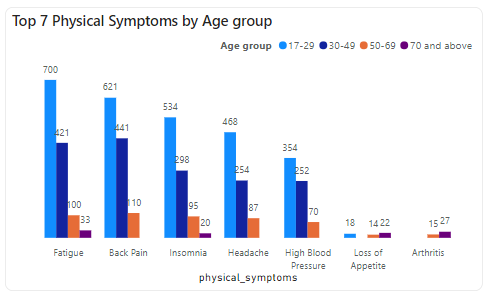 Top 7 Physical Symptoms by Age group
Age group 17-29 30-49 50-69 70 and above
700
421
100
33
621
441
110
534
298
95
20
468
254
87
354
252
70
18
14
22
15
27
Fatigue
Back Pain
Insomnia
Headache
High Blood
Pressure
Loss of
Appetite
Arthritis
physical_symptoms